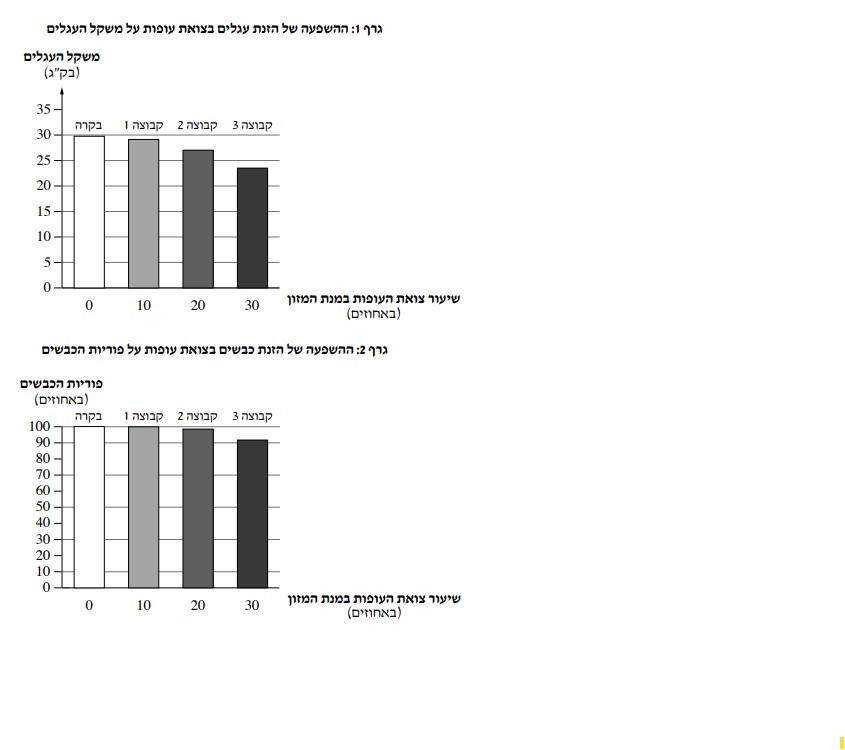 גרף 1: ההשפעה של הזנת עגלים בצואת עופות על משקל העגלים
משקל העגלים
(בק"ג)
35
בקרה קבוצה 1 קבוצה 2 קבוצה 3
30
25
20
15
10
5
0
0 10 20 30
שיעור צואת העופות במנת המזון
(באחוזים)
גרף 2: ההשפעה של הזנת כבשים בצואת עופות על פוריות הכבשים
פוריות הכבשים
(באחוזים)
בקרה קבוצה 1 קבוצה 2 קבוצה 3
100
90
80
70
60
50
40
30
20
10
0
0 10 20 30
שיעור צואת העופות במנת המזון
(באחוזים)